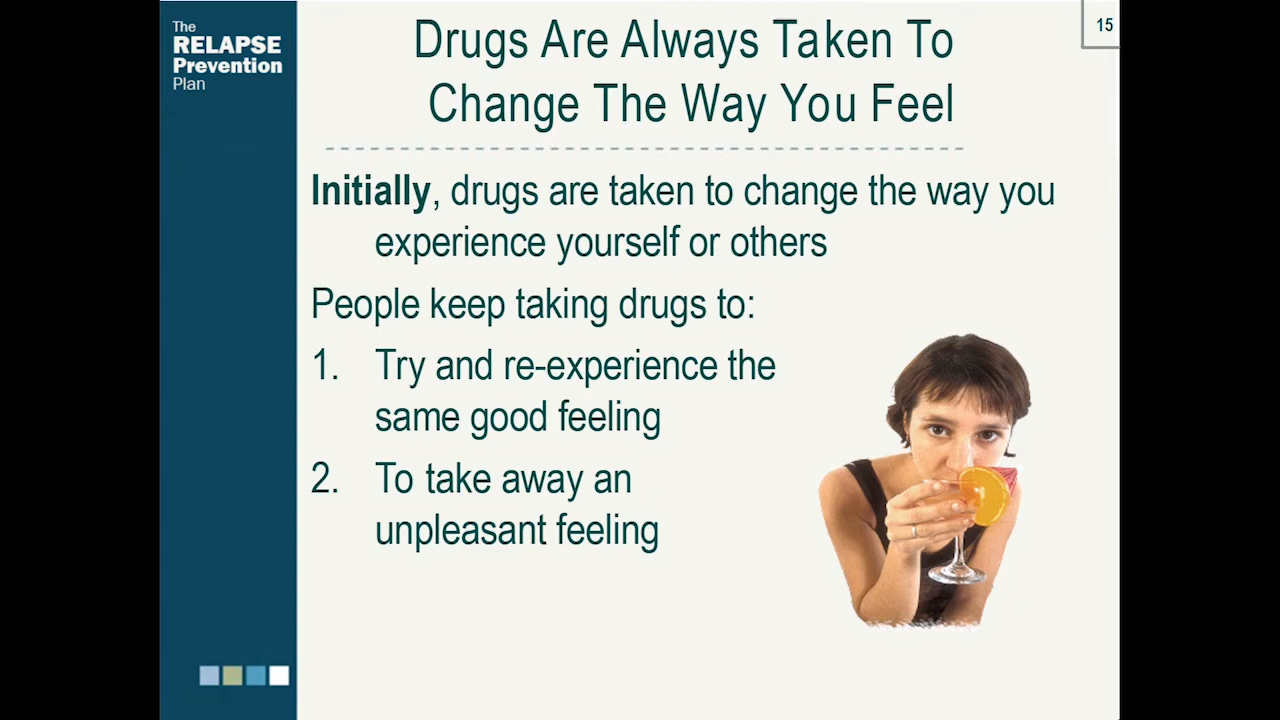 The
RELAPSE
Prevention
Plan
15
Drugs Are Always Taken To
Change The Way You Feel
Initially, drugs are taken to change the way you
experience yourself or others
People keep taking drugs to:
1. Try and re-experience the
same good feeling
2. To take away an
unpleasant feeling